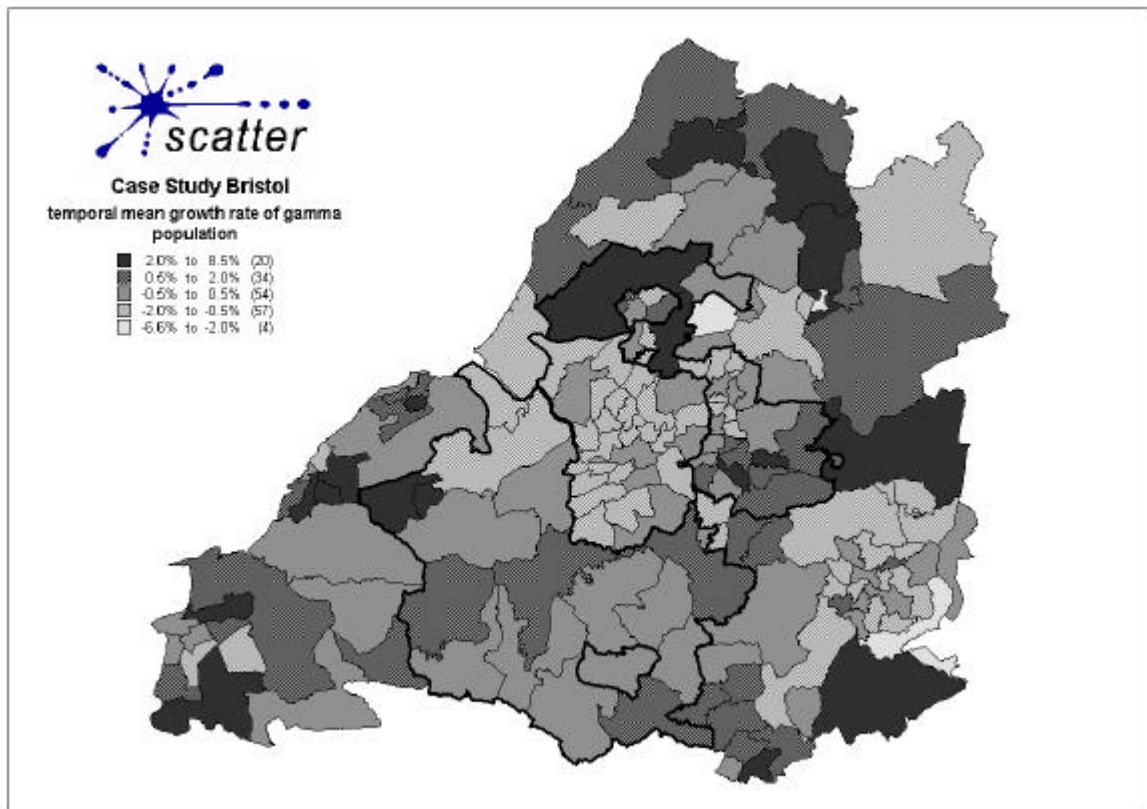 scatter
Case Study Bristol
temporal mean growth rate of gamma
population
2.0% to 8.5% (20)
0.5% to 2.0% (34)
-0.5% to 0.5% (54)
-2.0% to -0.5% (57)
-6.6% to -2.0% (4)